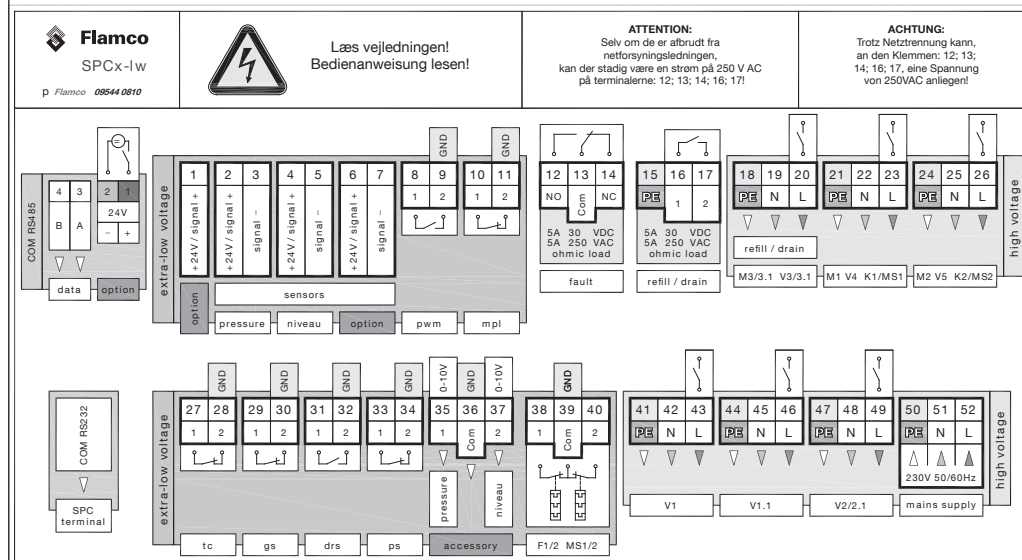 Flamco
SPCx-lw
p Flamco 09544 0810
Læs vejledningen!
Bedienanweisung lesen!
ATTENTION:
Selv om de er afbrudt fra
netforsyningsledningen,
kan der stadig være en strøm på 250 V AC
på terminalerne: 12; 13; 14; 16; 17!
ACHTUNG:
Trotz Netztrennung kann,
an den Klemmen: 12; 13;
14; 16; 17, eine Spannung
von 250VAC anliegen!
COM RS485
4 3 2 1
B A 24V
– +
data option
extra-low voltage
GND GND
1 2 3 4 5 6 7 8 9 10 11
+24V / signal + +24V / signal + signal – +24V / signal + signal – +24V / signal + signal – 1 2 1 2
option
sensors
pressure niveau option pwm mpl
12 13 14
NO Com NC
5A 30 VDC
5A 250 VAC
ohmic load
fault
15 16 17
PE 1 2
5A 30 VDC
5A 250 VAC
ohmic load
refill / drain
18 19 20 21 22 23 24 25 26
PE N L PE N L PE N L
refill / drain
M3/3.1 V3/3.1 M1 V4 K1/MS1 M2 V5 K2/MS2
high voltage
COM RS232
SPC
terminal
extra-low voltage
GND GND GND GND 0-10V GND 0-10V GND
27 28 29 30 31 32 33 34 35 36 37 38 39 40
1 2 1 2 1 2 1 2 1 Com 2 1 Com 2
pressure niveau
tc gs drs ps accessory F1/2 MS1/2
41 42 43 44 45 46 47 48 49 50 51 52
PE N L PE N L PE N L PE N L
230V 50/60Hz
V1 V1.1 V2/2.1 mains supply
high voltage